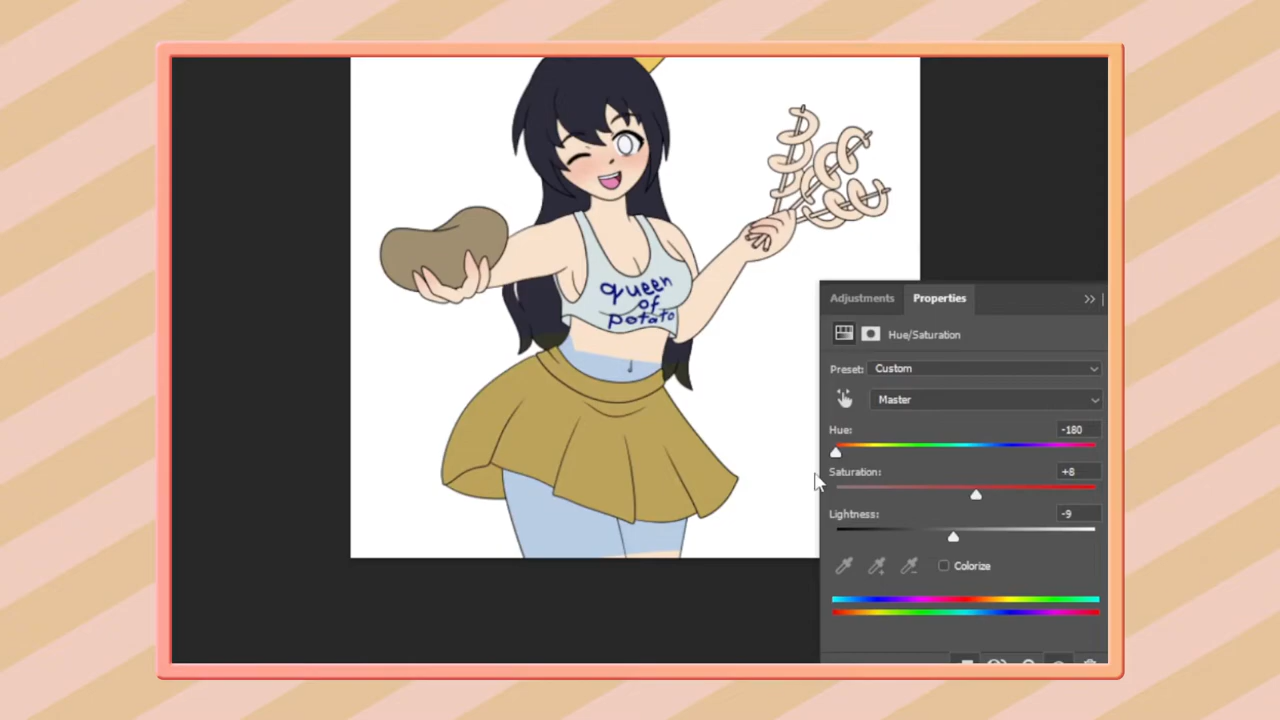 queen
of
potato
Adjustments Properties
Hue/Saturation
Preset: Custom
Master
Hue: -180
Saturation: +8
Lightness: -9
Colorize